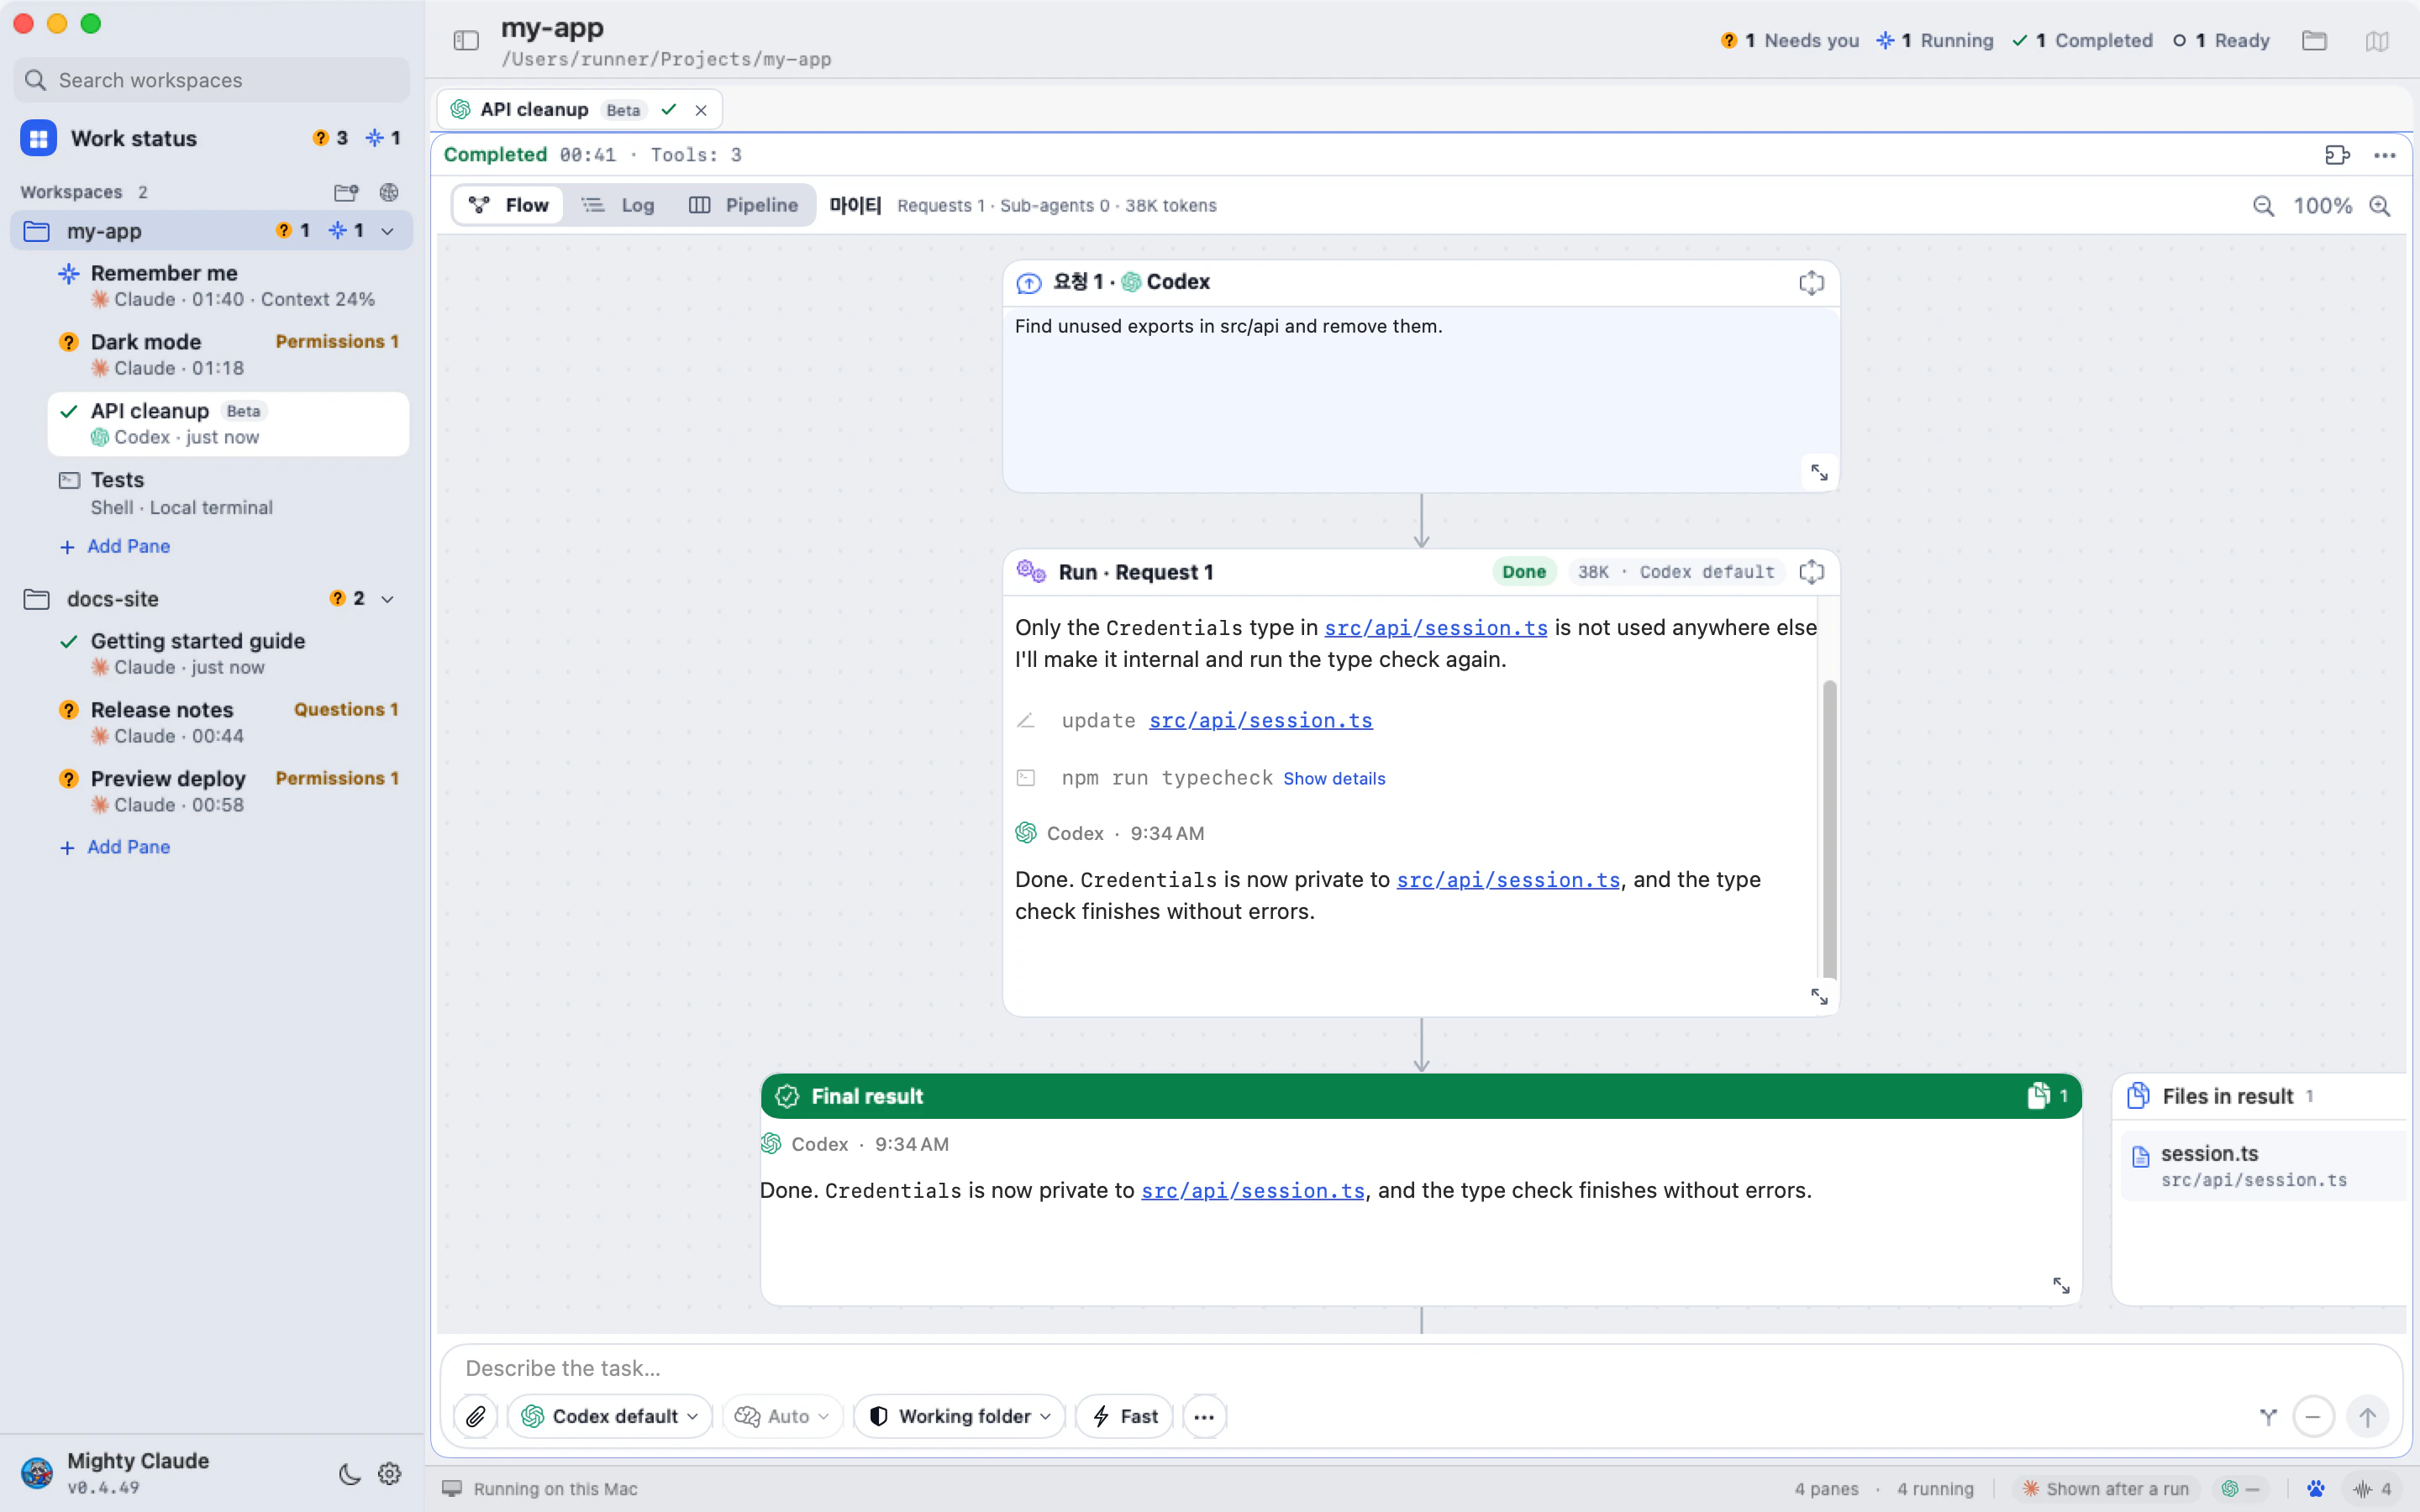 my-app
/Users/runner/Projects/my-app
1 Needs you 1 Running 1 Completed 1 Ready
Search workspaces
Work status 3 1
Workspaces 2
my-app 1 1
Remember me
Claude · 01:40 · Context 24%
Dark mode Permissions 1
Claude · 01:18
API cleanup Beta
Codex · just now
Tests
Shell · Local terminal
+ Add Pane
docs-site 2
Getting started guide
Claude · just now
Release notes Questions 1
Claude · 00:44
Preview deploy Permissions 1
Claude · 00:58
+ Add Pane
Mighty Claude
v0.4.49
API cleanup Beta
Completed 00:41 · Tools: 3
Flow Log Pipeline 마이티 Requests 1 · Sub-agents 0 · 38K tokens
100%
요청 1 · Codex
Find unused exports in src/api and remove them.
Run · Request 1 Done 38K · Codex default
Only the Credentials type in src/api/session.ts is not used anywhere else
I'll make it internal and run the type check again.
update src/api/session.ts
npm run typecheck Show details
Codex · 9:34 AM
Done. Credentials is now private to src/api/session.ts, and the type
check finishes without errors.
Final result 1
Codex · 9:34 AM
Done. Credentials is now private to src/api/session.ts, and the type check finishes without errors.
Files in result 1
session.ts
src/api/session.ts
Describe the task...
Codex default Auto Working folder Fast
Running on this Mac
4 panes · 4 running Shown after a run — 4